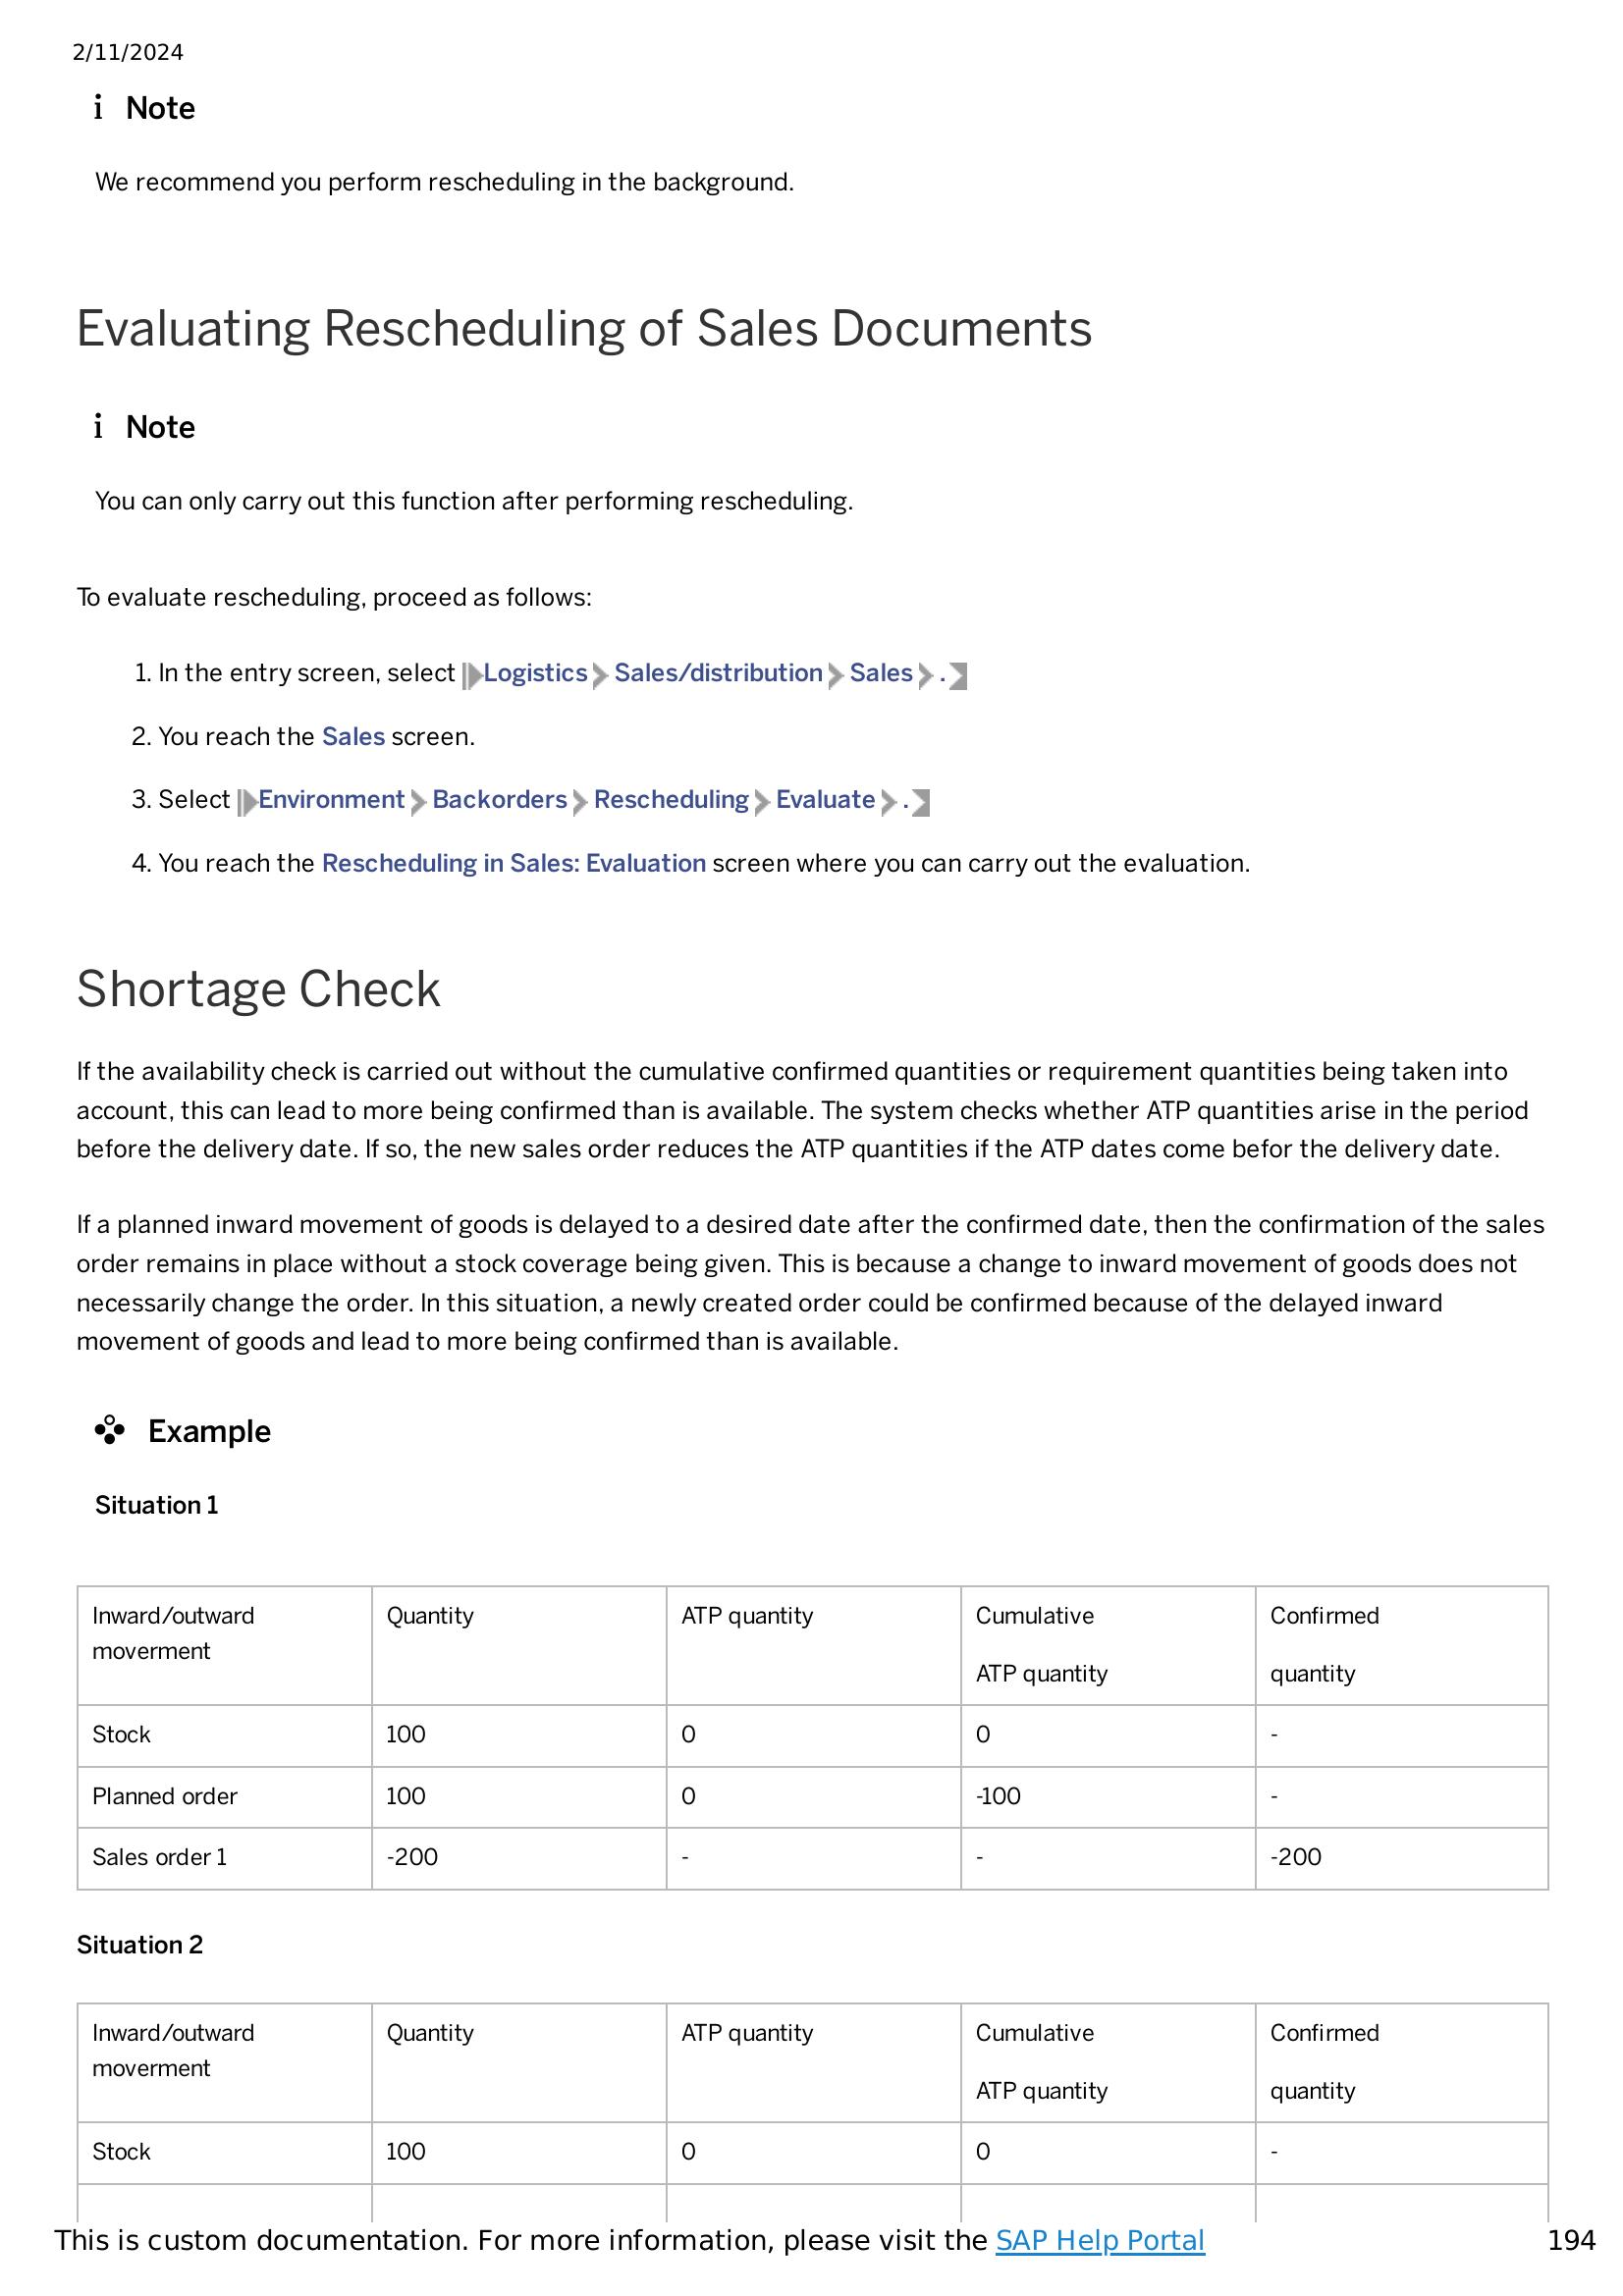 2/11/2024
i Note
We recommend you perform rescheduling in the background.
Evaluating Rescheduling of Sales Documents
i Note
You can only carry out this function after performing rescheduling.
To evaluate rescheduling, proceed as follows:
1. In the entry screen, select Logistics Sales/distribution Sales .
2. You reach the Sales screen.
3. Select Environment Backorders Rescheduling Evaluate .
4. You reach the Rescheduling in Sales: Evaluation screen where you can carry out the evaluation.
Shortage Check
If the availability check is carried out without the cumulative confirmed quantities or requirement quantities being taken into
account, this can lead to more being confirmed than is available. The system checks whether ATP quantities arise in the period
before the delivery date. If so, the new sales order reduces the ATP quantities if the ATP dates come befor the delivery date.
If a planned inward movement of goods is delayed to a desired date after the confirmed date, then the confirmation of the sales
order remains in place without a stock coverage being given. This is because a change to inward movement of goods does not
necessarily change the order. In this situation, a newly created order could be confirmed because of the delayed inward
movement of goods and lead to more being confirmed than is available.
Example
Situation 1
Inward/outward moverment Quantity ATP quantity Cumulative ATP quantity Confirmed quantity
Stock 100 0 0 -
Planned order 100 0 -100 -
Sales order 1 -200 - - -200
Situation 2
Inward/outward moverment Quantity ATP quantity Cumulative ATP quantity Confirmed quantity
Stock 100 0 0 -
This is custom documentation. For more information, please visit the SAP Help Portal 194